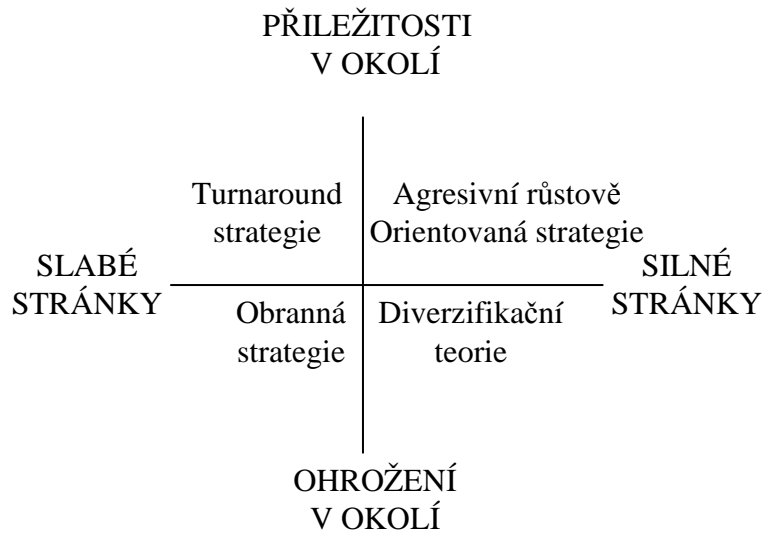 PŘILEŽITOSTI
V OKOLÍ
Turnaround
strategie
Agresivní růstově
Orientovaná strategie
SLABÉ
STRÁNKY
SILNÉ
STRÁNKY
Obranná
strategie
Diverzifikační
teorie
OHROŽENÍ
V OKOLÍ